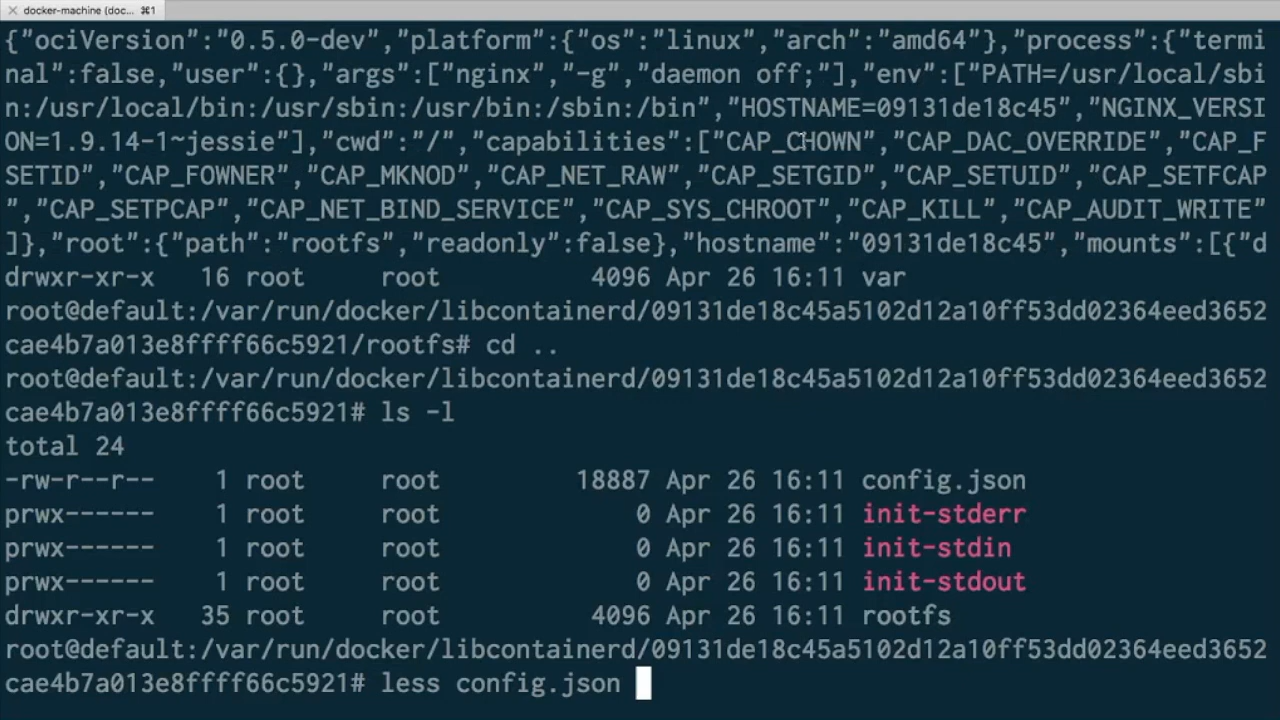 docker-machine (doc... ⌘1
{"ociVersion":"0.5.0-dev","platform":{"os":"linux","arch":"amd64"},"process":{"termi
nal":false,"user":{},"args":["nginx","-g","daemon off;"],"env":["PATH=/usr/local/sbi
n:/usr/local/bin:/usr/sbin:/usr/bin:/sbin:/bin","HOSTNAME=09131de18c45","NGINX_VERSI
ON=1.9.14-1~jessie"],"cwd":"/","capabilities":["CAP_CHOWN","CAP_DAC_OVERRIDE","CAP_F
SETID","CAP_FOWNER","CAP_MKNOD","CAP_NET_RAW","CAP_SETGID","CAP_SETUID","CAP_SETFCAP
","CAP_SETPCAP","CAP_NET_BIND_SERVICE","CAP_SYS_CHROOT","CAP_KILL","CAP_AUDIT_WRITE"
]},"root":{"path":"rootfs","readonly":false},"hostname":"09131de18c45","mounts":[{"d
drwxr-xr-x 16 root root 4096 Apr 26 16:11 var
root@default:/var/run/docker/libcontainerd/09131de18c45a5102d12a10ff53dd02364eed3652
cae4b7a013e8ffff66c5921/rootfs# cd ..
root@default:/var/run/docker/libcontainerd/09131de18c45a5102d12a10ff53dd02364eed3652
cae4b7a013e8ffff66c5921# ls -l
total 24
-rw-r--r-- 1 root root 18887 Apr 26 16:11 config.json
prwx------ 1 root root 0 Apr 26 16:11 init-stderr
prwx------ 1 root root 0 Apr 26 16:11 init-stdin
prwx------ 1 root root 0 Apr 26 16:11 init-stdout
drwxr-xr-x 35 root root 4096 Apr 26 16:11 rootfs
root@default:/var/run/docker/libcontainerd/09131de18c45a5102d12a10ff53dd02364eed3652
cae4b7a013e8ffff66c5921# less config.json